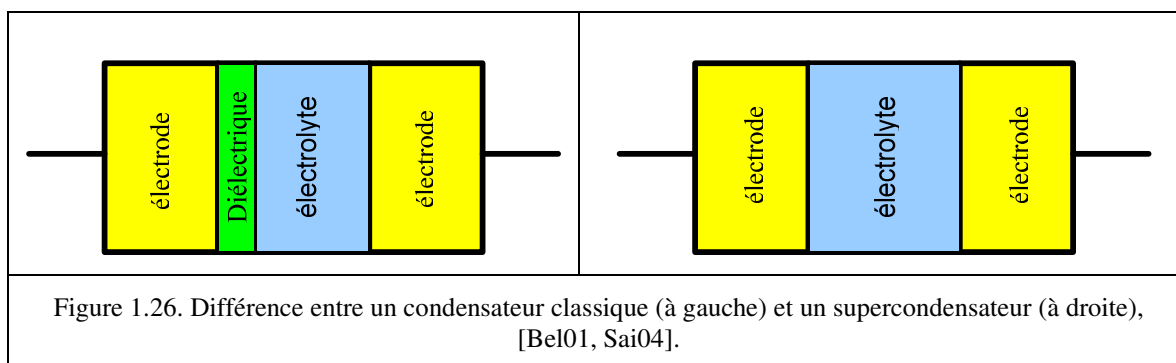 électrode
Diélectrique
électrolyte
électrode
électrode
électrolyte
électrode
Figure 1.26. Différence entre un condensateur classique (à gauche) et un supercondensateur (à droite),
[Bel01, Sai04].